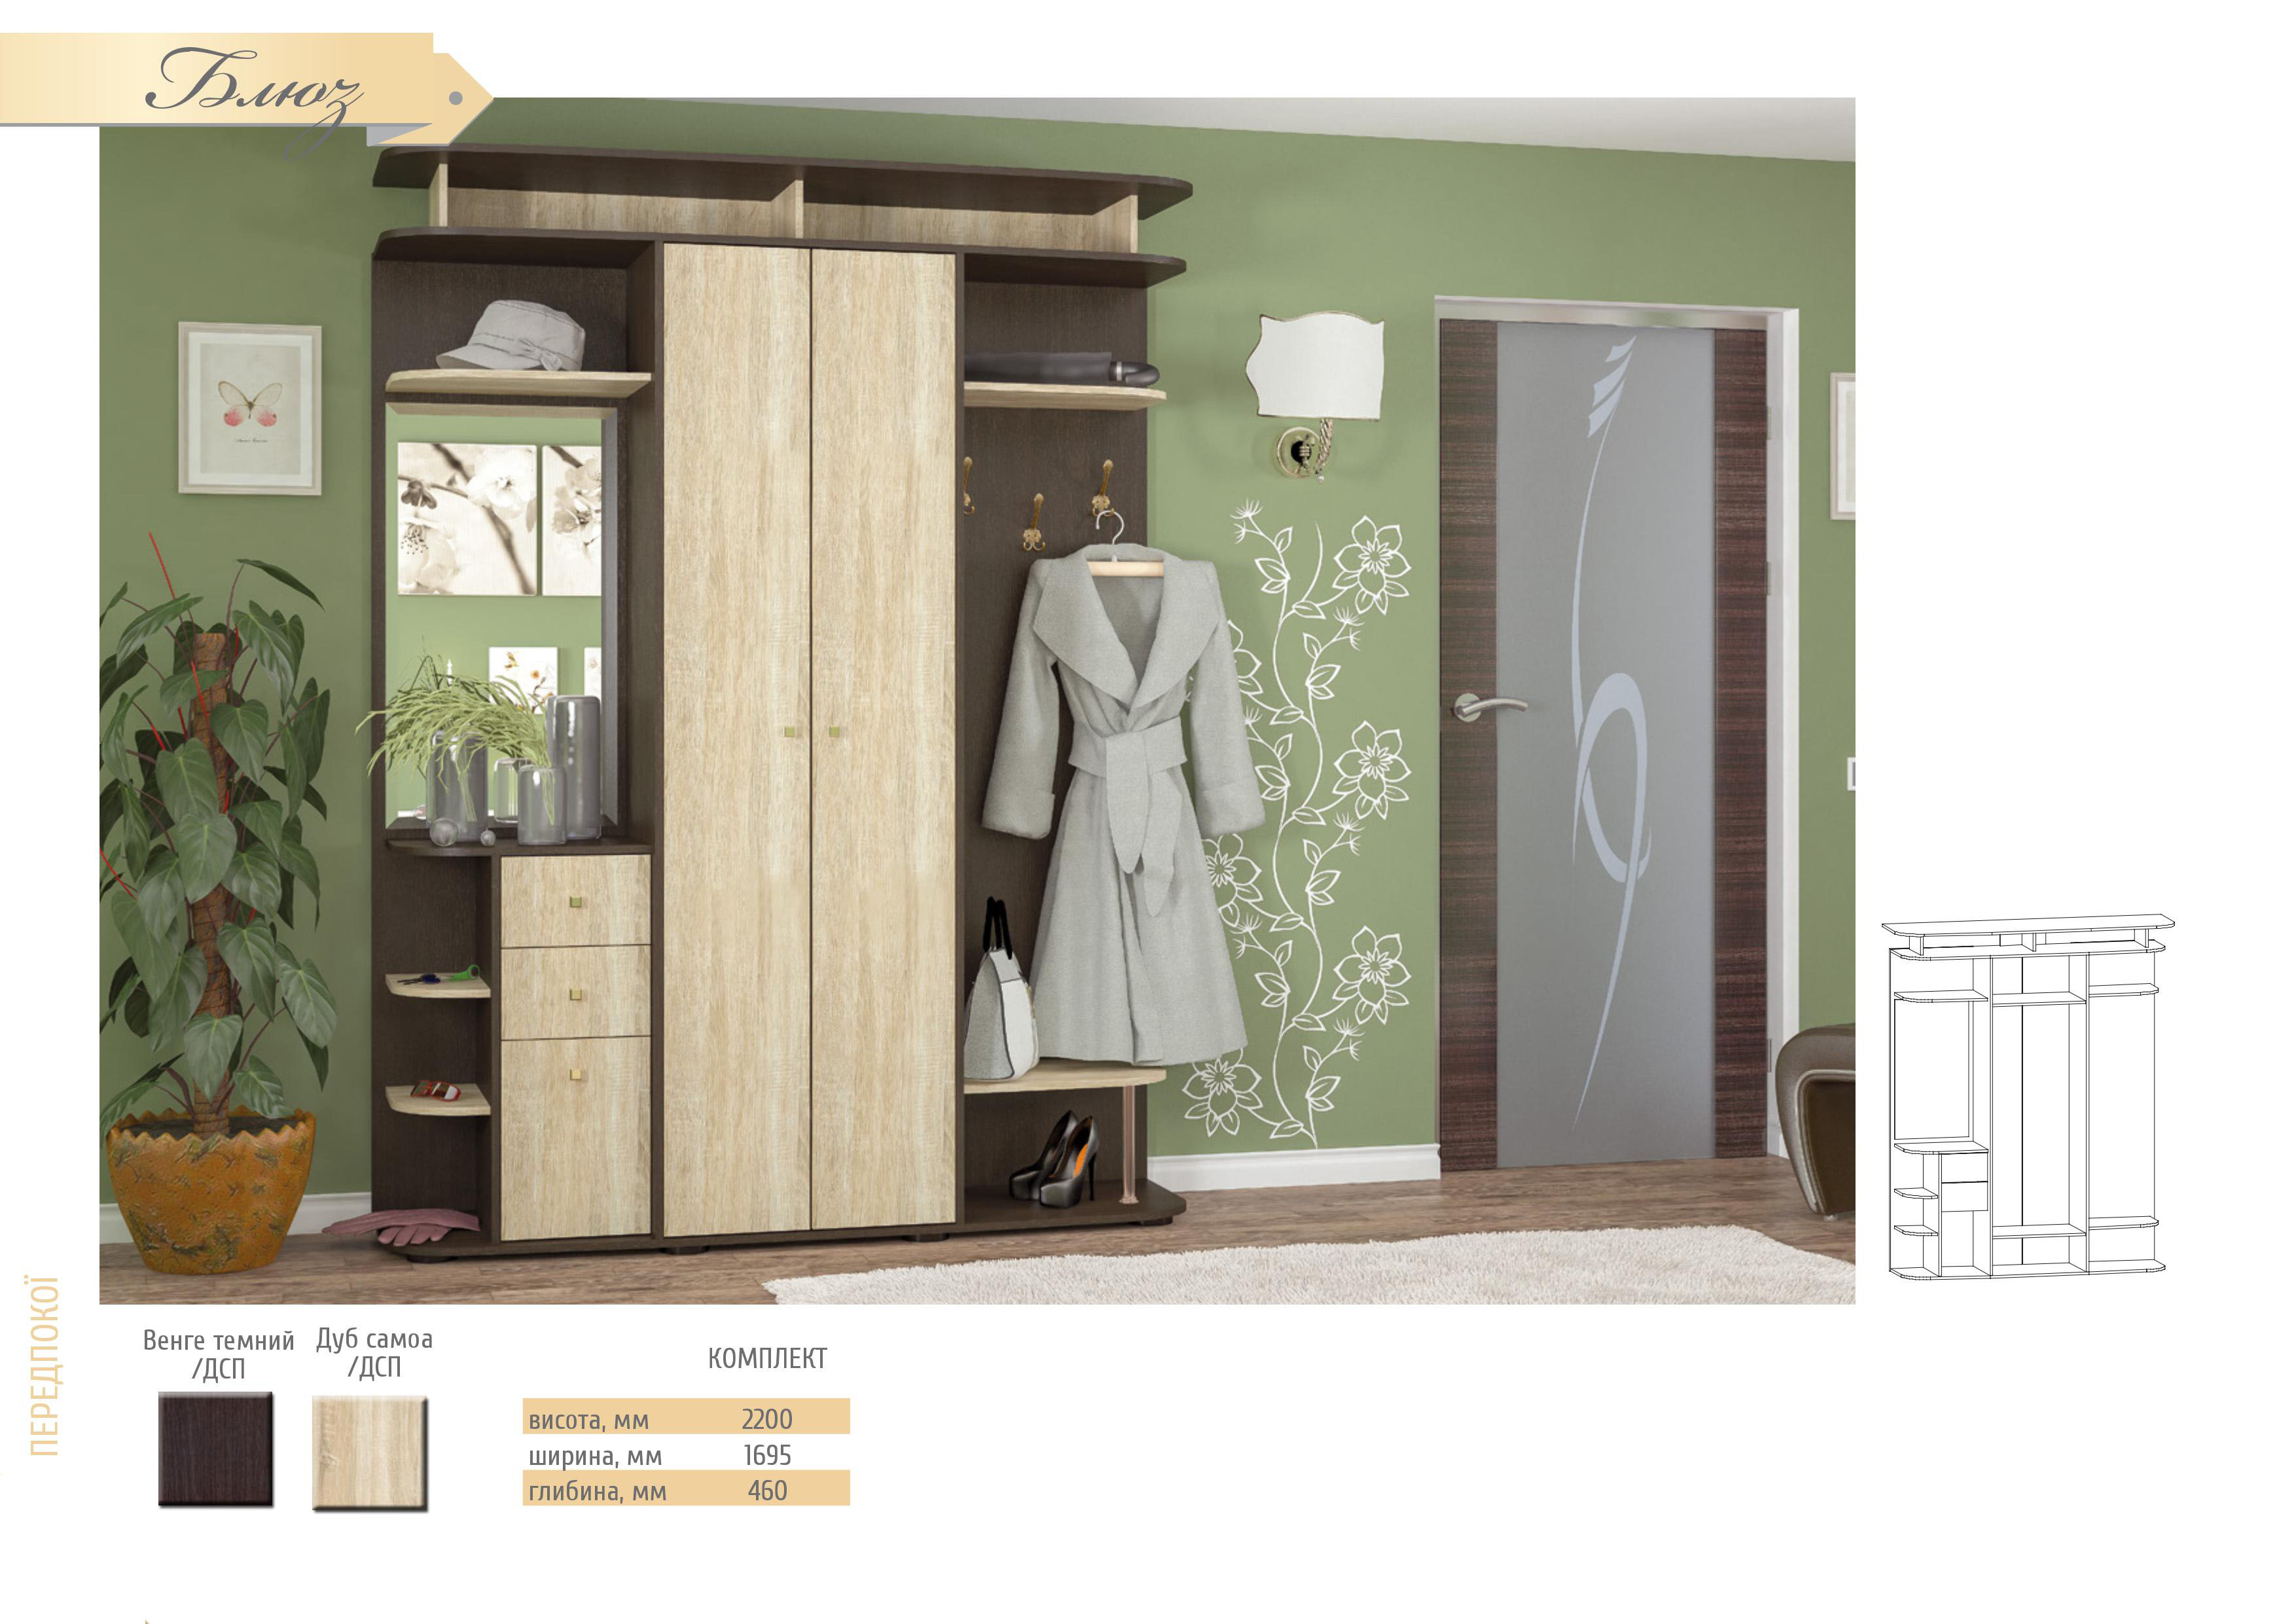 Блюз
ПЕРЕДПОКОЇ
Венге темний
/ДСП
Дуб самоа
/ДСП
КОМПЛЕКТ
висота, мм 2200
ширина, мм 1695
глибина, мм 460